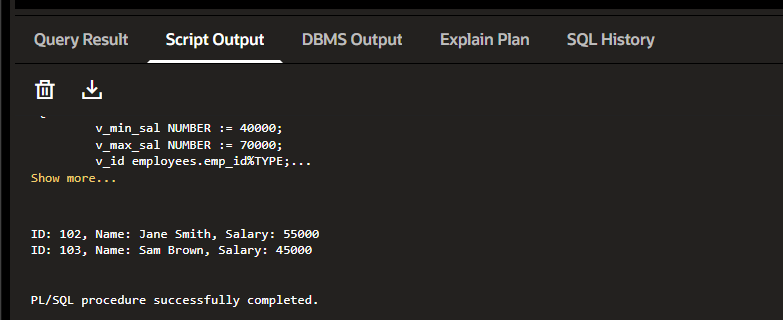 Query Result Script Output DBMS Output Explain Plan SQL History
v_min_sal NUMBER := 40000;
v_max_sal NUMBER := 70000;
v_id employees.emp_id%TYPE;...
Show more...
ID: 102, Name: Jane Smith, Salary: 55000
ID: 103, Name: Sam Brown, Salary: 45000
PL/SQL procedure successfully completed.